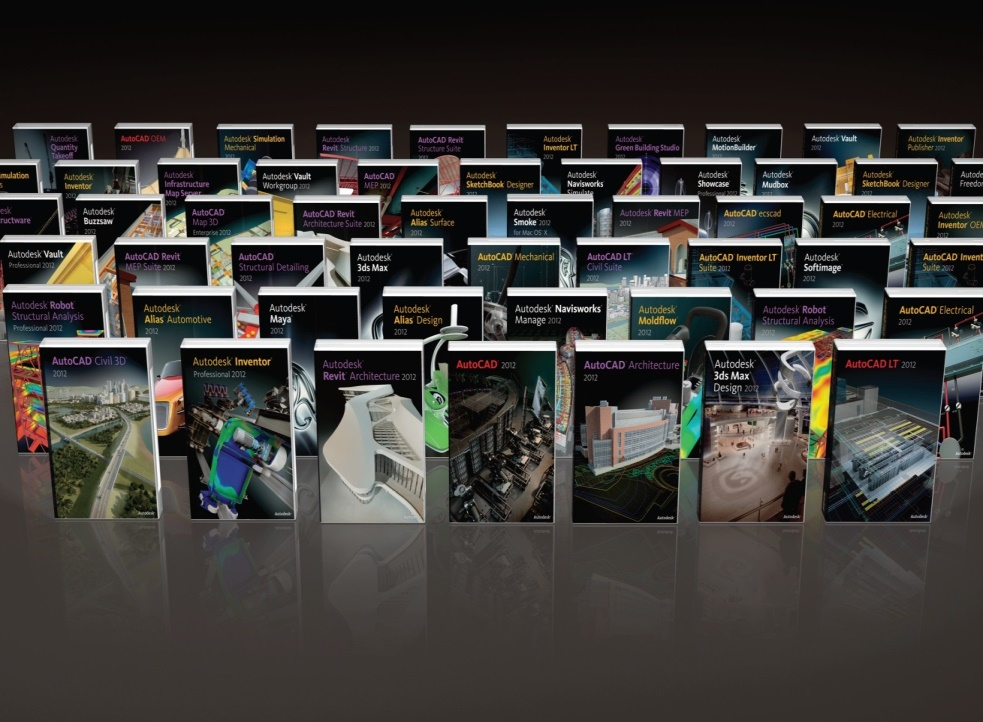 Autodesk
Quantity
Takeoff
AutoCAD OEM
2012
Autodesk Simulation
Mechanical
2012
Autodesk
Revit Structure 2012
AutoCAD Revit
Structure Suite
2012
Autodesk
Inventor LT
2012
Autodesk
Green Building Studio
Autodesk
MotionBuilder
2012
Autodesk Vault
2012
Autodesk Inventor
Publisher 2012
Autodesk
Inventor
2012
Autodesk
Infrastructure
Map Server
Autodesk Vault
Workgroup 2012
AutoCAD
MEP 2012
Autodesk
SketchBook Designer
2012
Autodesk
Navisworks
Simulate
Autodesk
Showcase
Professional 2012
Autodesk
Mudbox
2012
Autodesk
SketchBook Designer
2012
Autodesk
Autodesk
Buzzsaw
2012
AutoCAD
Map 3D
Enterprise 2012
AutoCAD Revit
Architecture Suite 2012
Autodesk
Alias Surface
2012
Autodesk
Smoke 2012
for Mac OS X
Autodesk Revit MEP
2012
AutoCAD ecscad
2012
AutoCAD Electrical
2012
Autodesk
Inventor OEM
2012
Autodesk Vault
Professional 2012
AutoCAD Revit
MEP Suite 2012
AutoCAD
Structural Detailing
2012
Autodesk
3ds Max
2012
AutoCAD Mechanical
2012
AutoCAD LT
Civil Suite
2012
AutoCAD Inventor LT
Suite 2012
Autodesk
Softimage
2012
AutoCAD
Suite 2012
Autodesk Robot
Structural Analysis
Professional 2012
Autodesk
Alias Automotive
2012
Autodesk
Maya
2012
Autodesk
Alias Design
2012
Autodesk Navisworks
Manage 2012
Autodesk
Moldflow
2012
Autodesk Robot
Structural Analysis
2012
AutoCAD Electrical
2012
AutoCAD Civil 3D
2012
Autodesk
Autodesk Inventor
Professional 2012
Autodesk
Autodesk
Revit Architecture 2012
Autodesk
AutoCAD 2012
Autodesk
AutoCAD Architecture
2012
Autodesk
Autodesk
3ds Max
Design 2012
Autodesk
AutoCAD LT 2012
Autodesk